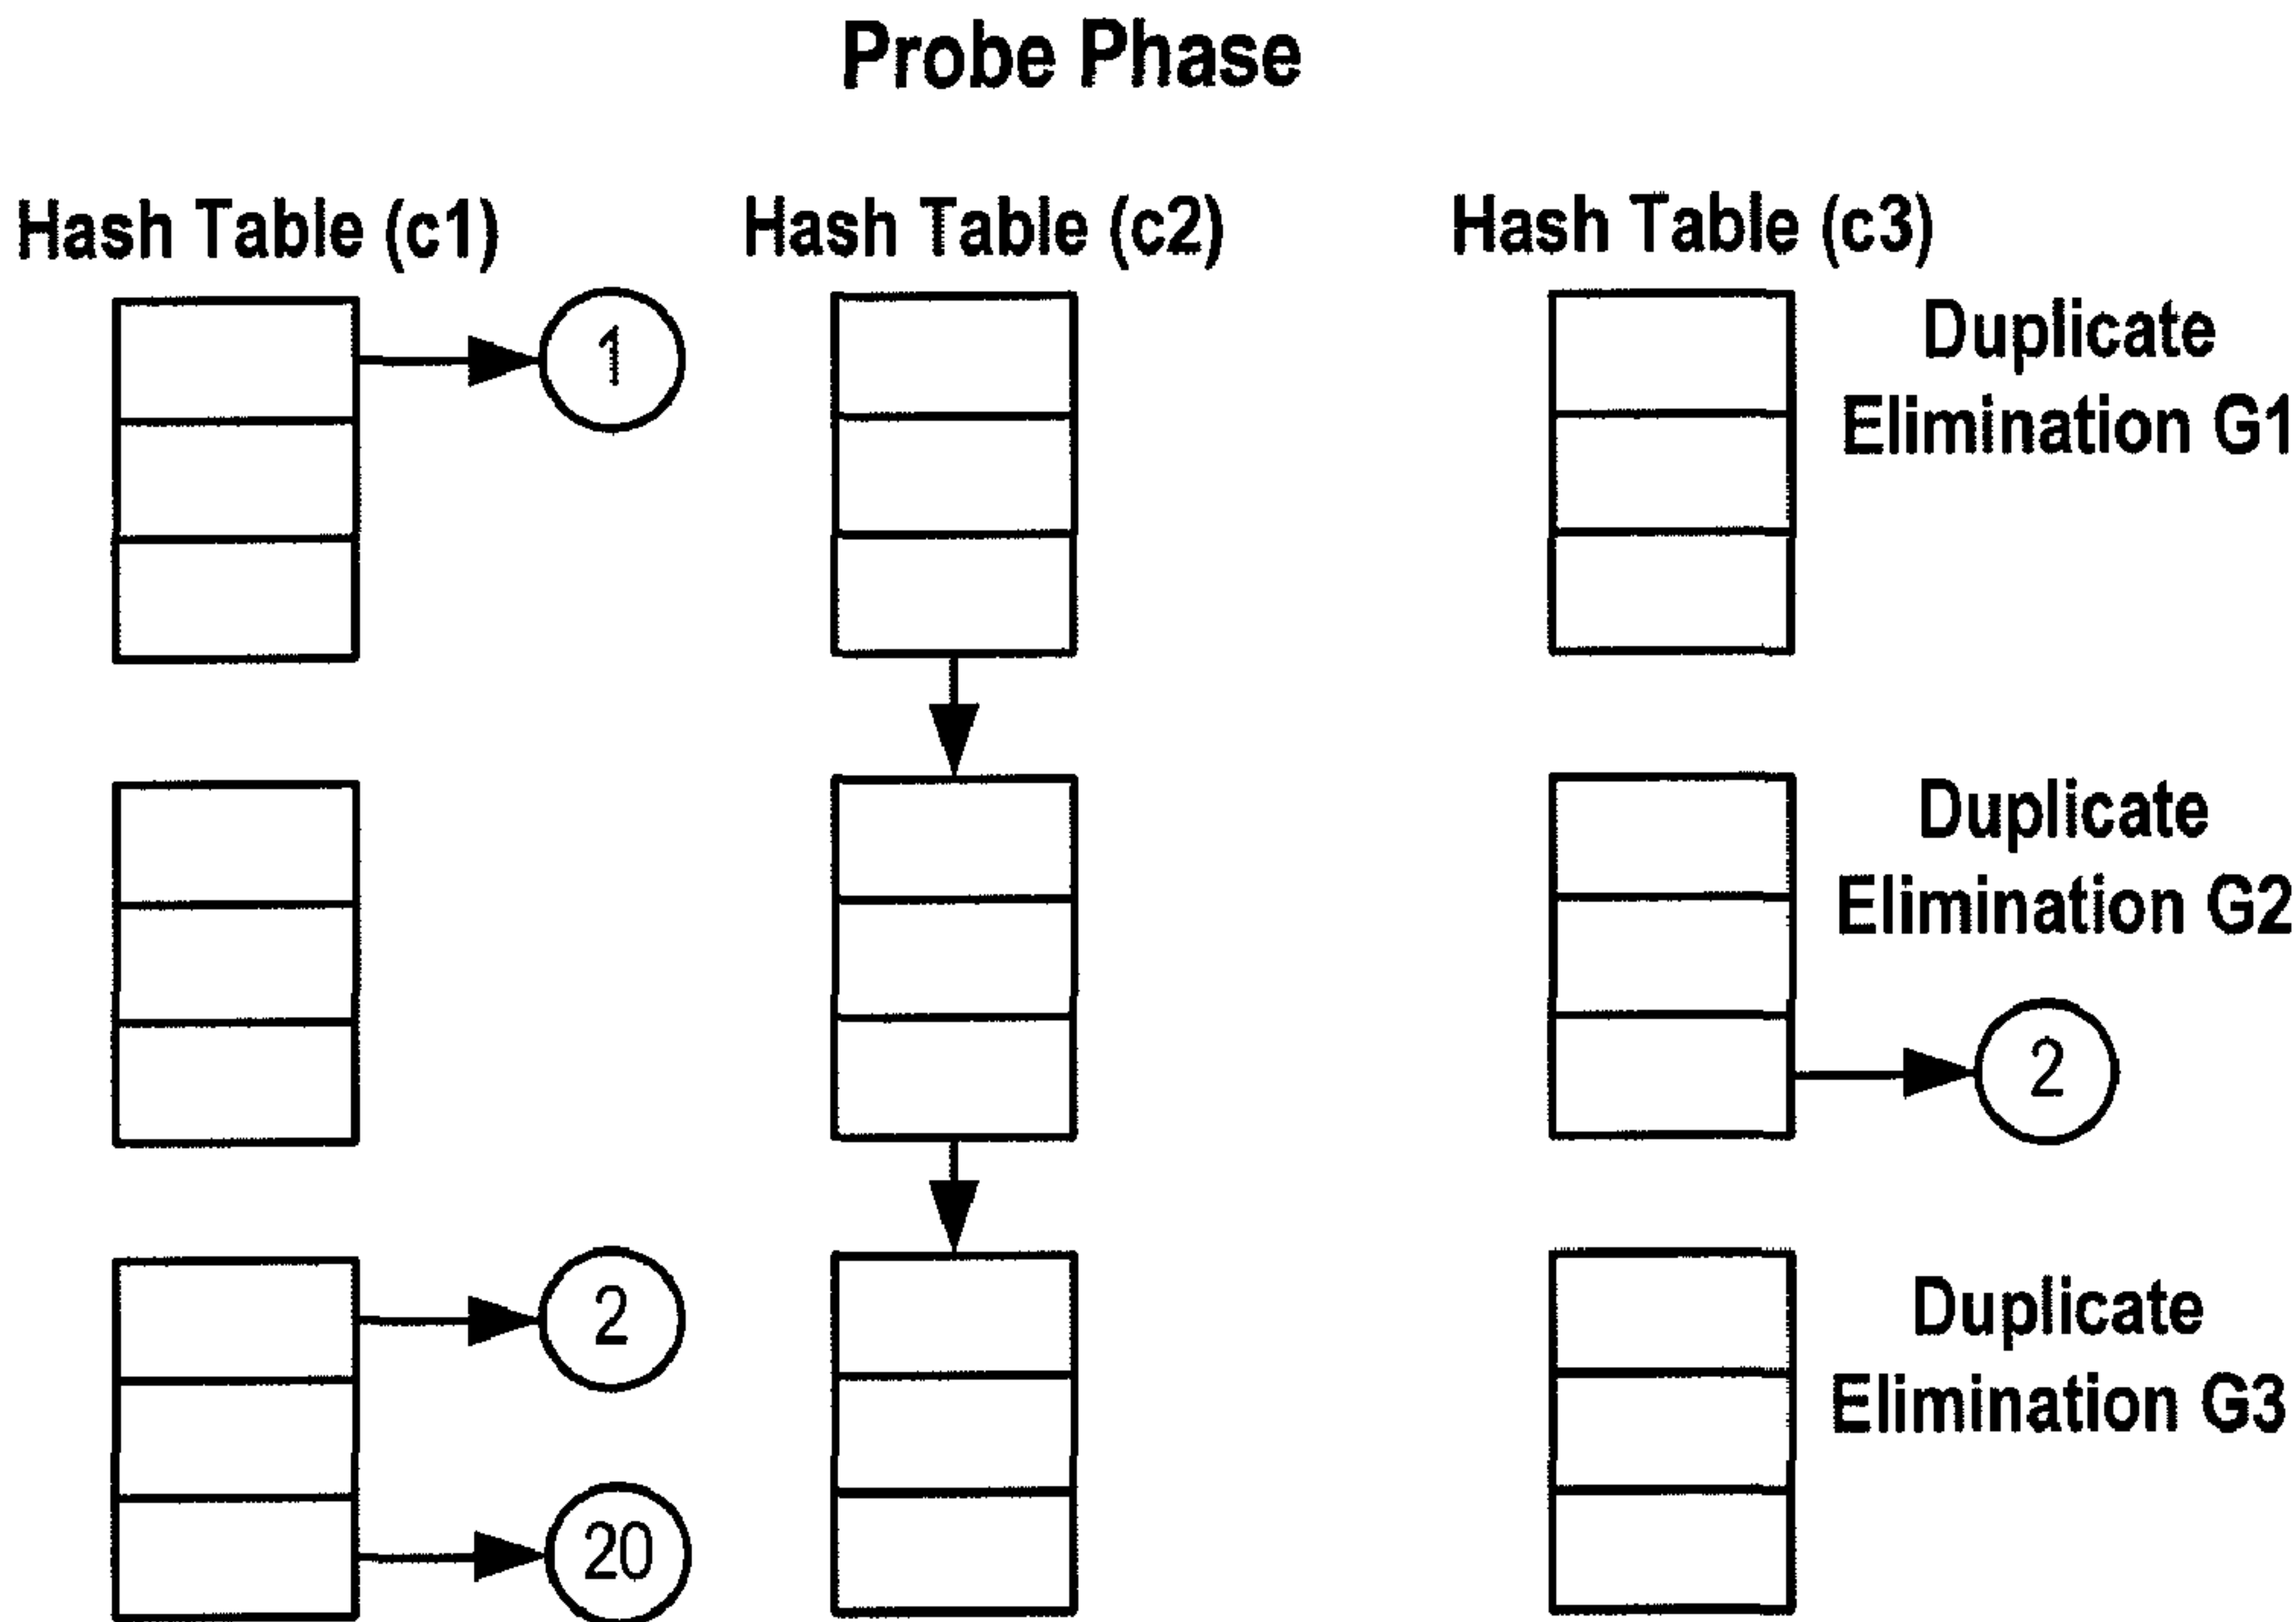 Probe Phase
Hash Table (c1)
Hash Table (c2)
Hash Table (c3)
1
Duplicate
Elimination G1
Duplicate
Elimination G2
2
2
Duplicate
Elimination G3
20